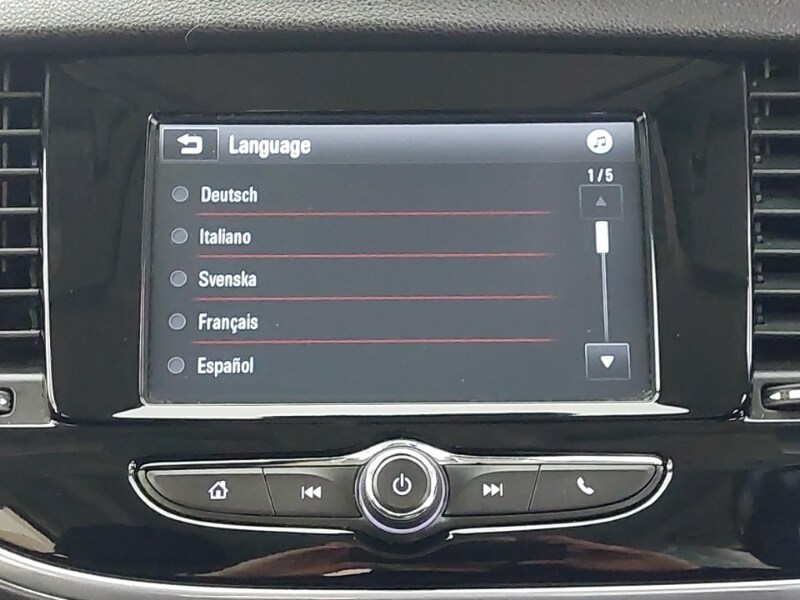 Language
1/5
Deutsch
Italiano
Svenska
Français
Español